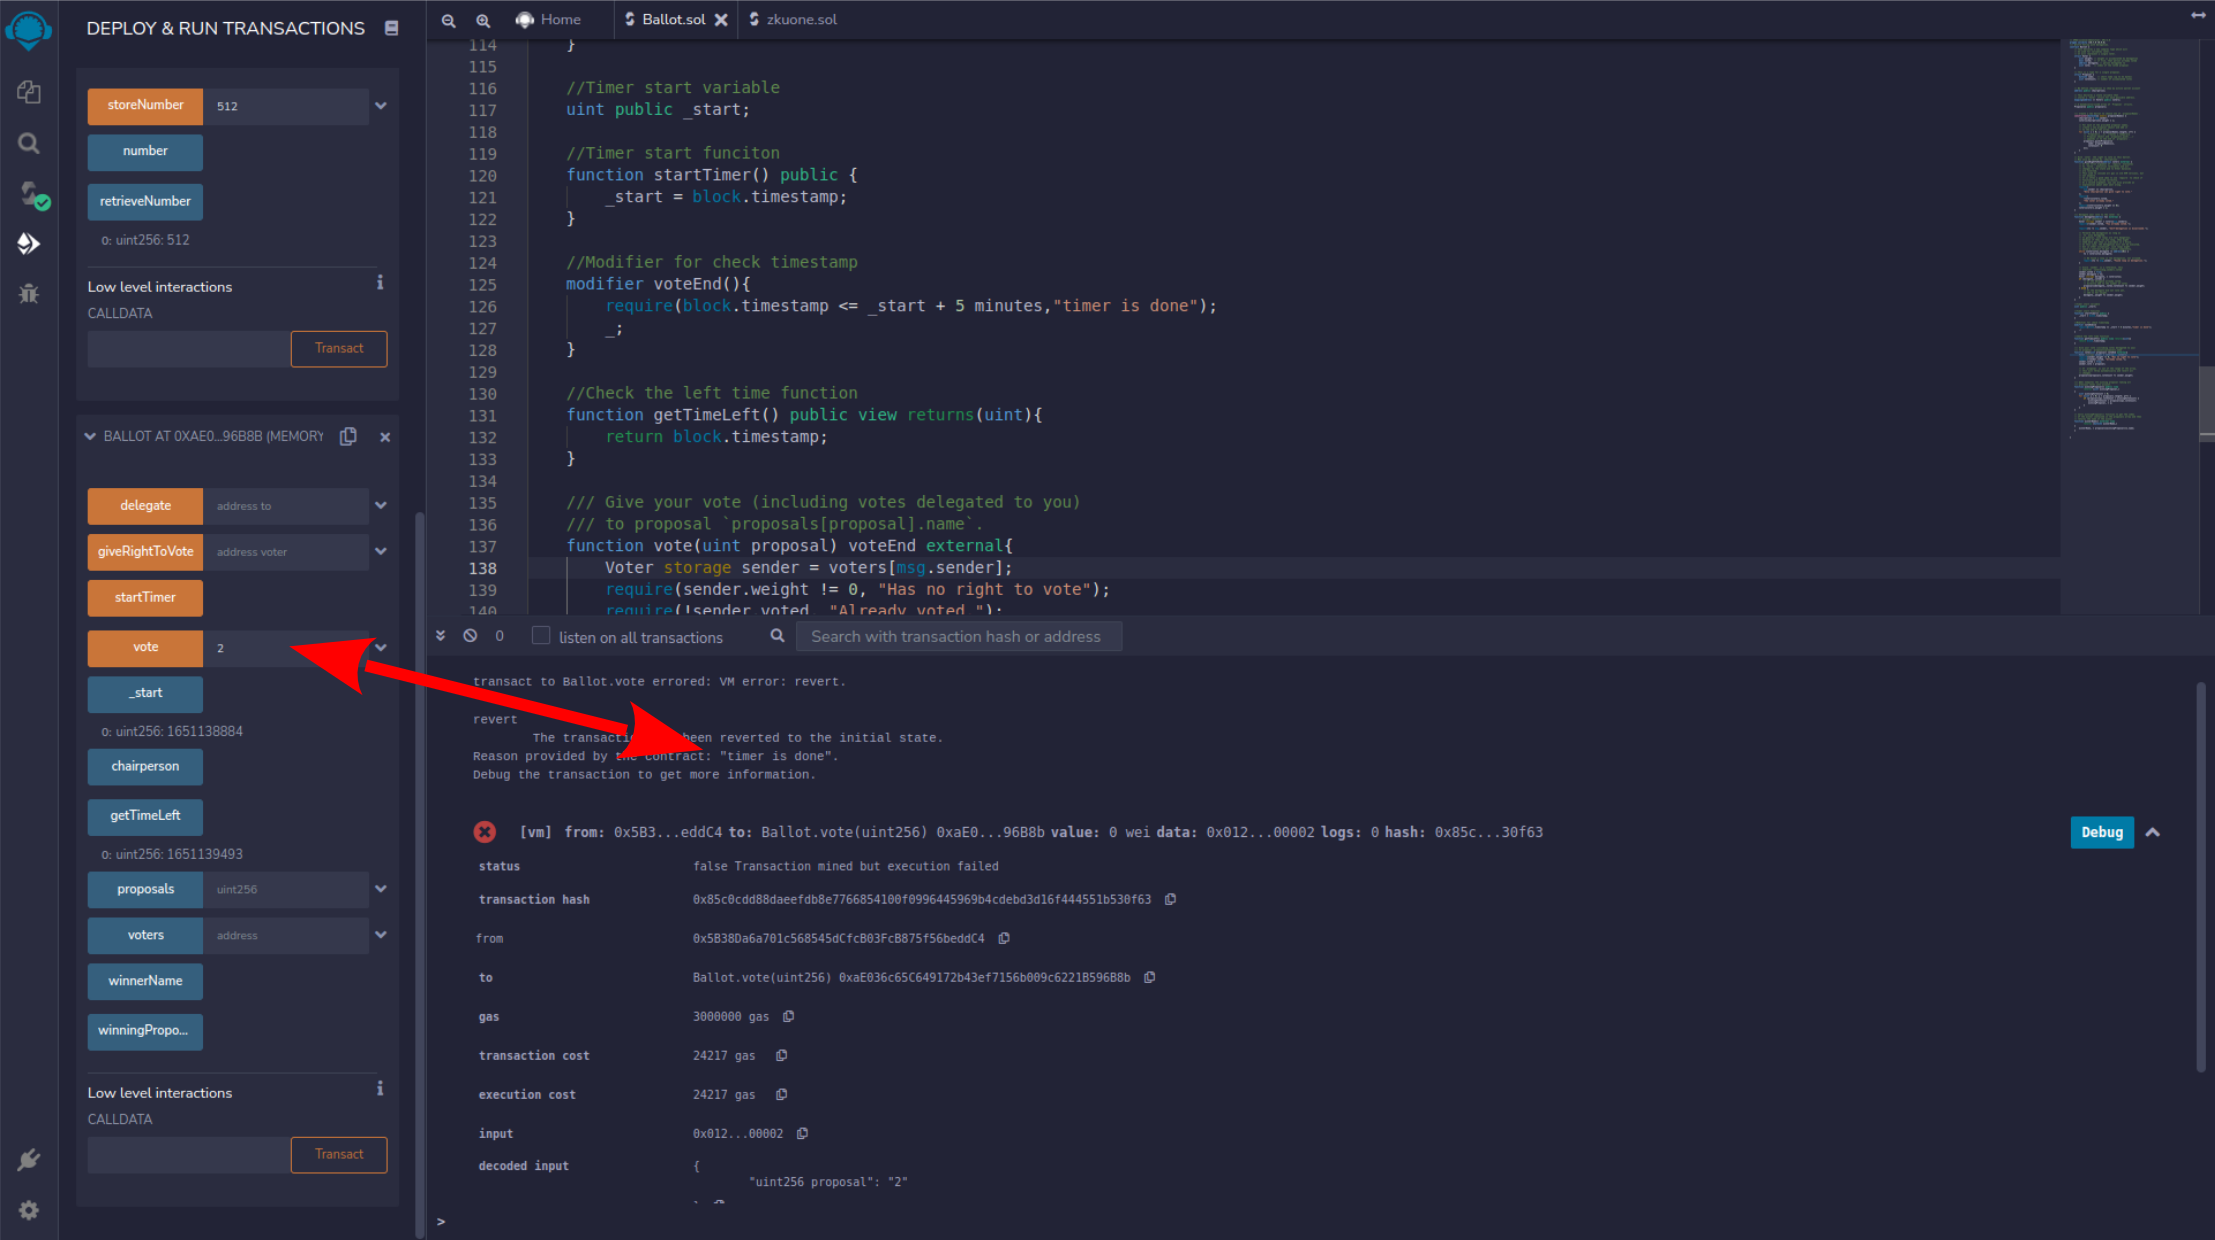 DEPLOY & RUN TRANSACTIONS
storeNumber 512
number
retrieveNumber
0: uint256: 512
Low level interactions
CALLDATA
Transact
BALLOT AT 0XAE0...96B8B (MEMORY
delegate address to
giveRightToVote address voter
startTimer
vote 2
_start
0: uint256: 1651138884
chairperson
getTimeLeft
0: uint256: 1651139493
proposals uint256
voters address
winnerName
winningPropo...
Low level interactions
CALLDATA
Transact
Home Ballot.sol zkuone.sol
114 }
115
116 //Timer start variable
117 uint public _start;
118
119 //Timer start funciton
120 function startTimer() public {
121 _start = block.timestamp;
122 }
123
124 //Modifier for check timestamp
125 modifier voteEnd(){
126 require(block.timestamp <= _start + 5 minutes,"timer is done");
127 _;
128 }
129
130 //Check the left time function
131 function getTimeLeft() public view returns(uint){
132 return block.timestamp;
133 }
134
135 /// Give your vote (including votes delegated to you)
136 /// to proposal `proposals[proposal].name`.
137 function vote(uint proposal) voteEnd external{
138 Voter storage sender = voters[msg.sender];
139 require(sender.weight != 0, "Has no right to vote");
140 require(!sender.voted, "Already voted.");
0 listen on all transactions Search with transaction hash or address
transact to Ballot.vote errored: VM error: revert.
revert
The transaction been reverted to the initial state.
Reason provided by the contract: "timer is done".
Debug the transaction to get more information.
[vm] from: 0x5B3...eddC4 to: Ballot.vote(uint256) 0xaE0...96B8b value: 0 wei data: 0x012...00002 logs: 0 hash: 0x85c...30f63 Debug
status false Transaction mined but execution failed
transaction hash 0x85c0cdd88daeefdb8e7766854100f0996445969b4cdebd3d16f444551b530f63
from 0x5B38Da6a701c568545dCfcB03FcB875f56beddC4
to Ballot.vote(uint256) 0xaE036c65C649172b43ef7156b009c6221B596B8b
gas 3000000 gas
transaction cost 24217 gas
execution cost 24217 gas
input 0x012...00002
decoded input {
"uint256 proposal": "2"
>